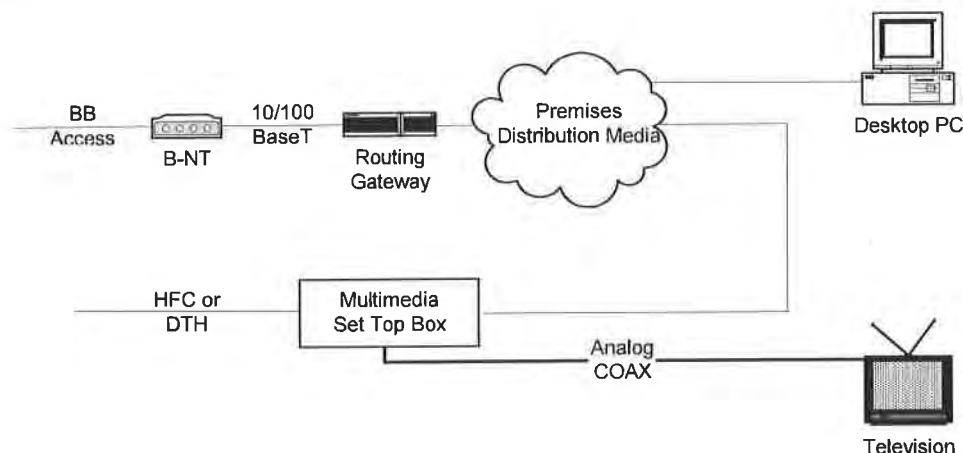 BB
Access
B-NT
10/100
BaseT
Routing
Gateway
Premises
Distribution Media
Desktop PC
HFC or
DTH
Multimedia
Set Top Box
Analog
COAX
Television